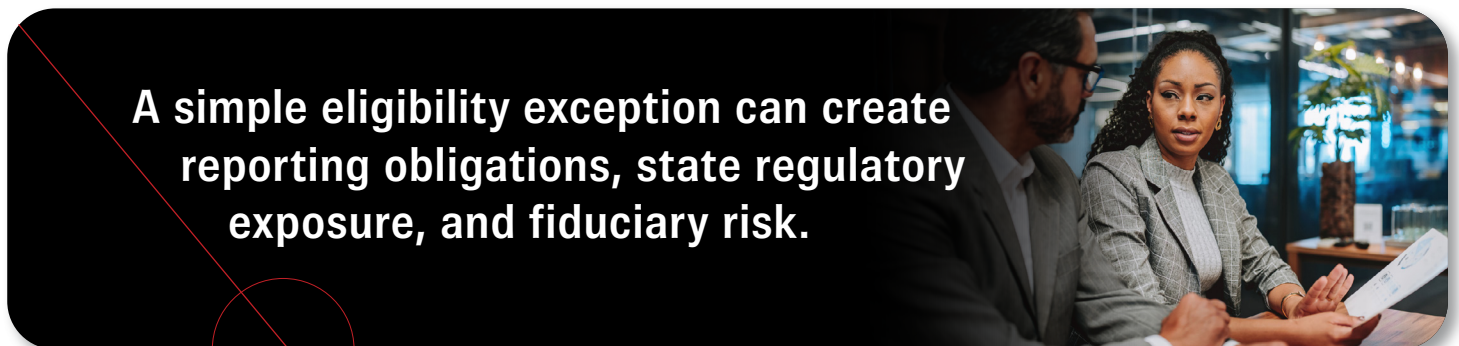 A simple eligibility exception can create
reporting obligations, state regulatory
exposure, and fiduciary risk.